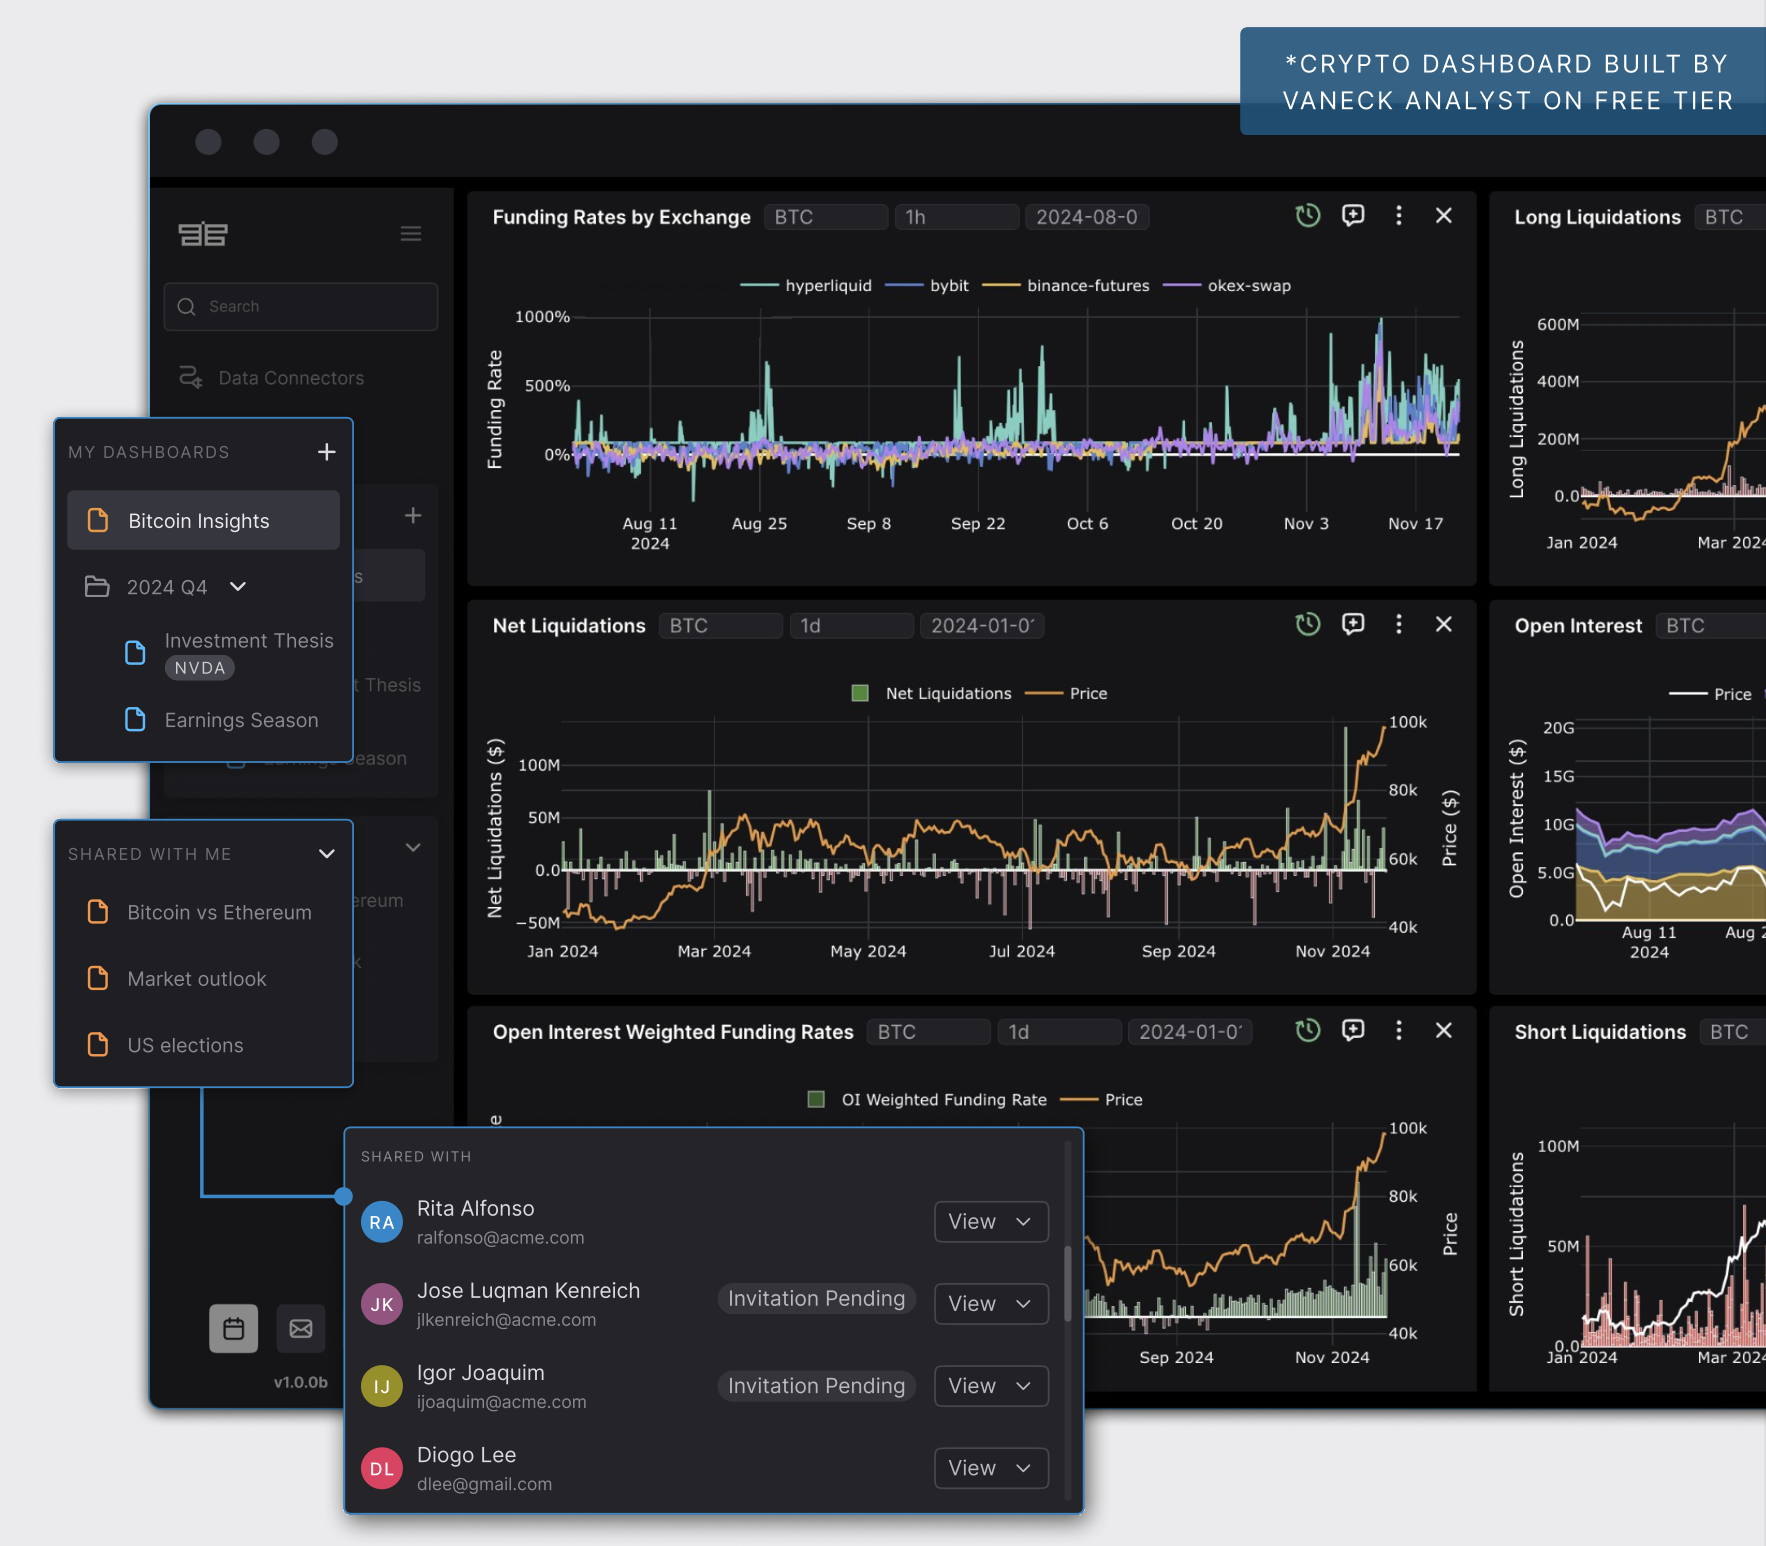 *CRYPTO DASHBOARD BUILT BY
VANECK ANALYST ON FREE TIER
Search
Data Connectors
MY DASHBOARDS
Bitcoin Insights
2024 Q4
Investment Thesis
NVDA
Earnings Season
s
t Thesis
Season
SHARED WITH ME
Bitcoin vs Ethereum
Market outlook
US elections
ereum
k
v1.0.0b
Funding Rates by Exchange BTC 1h 2024-08-0
hyperliquid bybit binance-futures okex-swap
Funding Rate
1000%
500%
0%
Aug 11 Aug 25 Sep 8 Sep 22 Oct 6 Oct 20 Nov 3 Nov 17
2024
Long Liquidations BTC
Long Liquidations
600M
400M
200M
0.0
Jan 2024 Mar 2024
Net Liquidations BTC 1d 2024-01-0
Net Liquidations Price
Net Liquidations ($)
100M
50M
0.0
−50M
100k
80k
60k
40k
Price ($)
Jan 2024 Mar 2024 May 2024 Jul 2024 Sep 2024 Nov 2024
Open Interest BTC
Price
Open Interest ($)
20G
15G
10G
5.0G
0.0
Aug 11 Aug 2
2024
Open Interest Weighted Funding Rates BTC 1d 2024-01-0
OI Weighted Funding Rate Price
e
100k
80k
60k
40k
Price
Sep 2024 Nov 2024
Short Liquidations BTC
Short Liquidations
100M
50M
0.0
Jan 2024 Mar 2024
SHARED WITH
RA Rita Alfonso
ralfonso@acme.com
View
JK Jose Luqman Kenreich
jlkenreich@acme.com
Invitation Pending View
IJ Igor Joaquim
ijoaquim@acme.com
Invitation Pending View
DL Diogo Lee
dlee@gmail.com
View